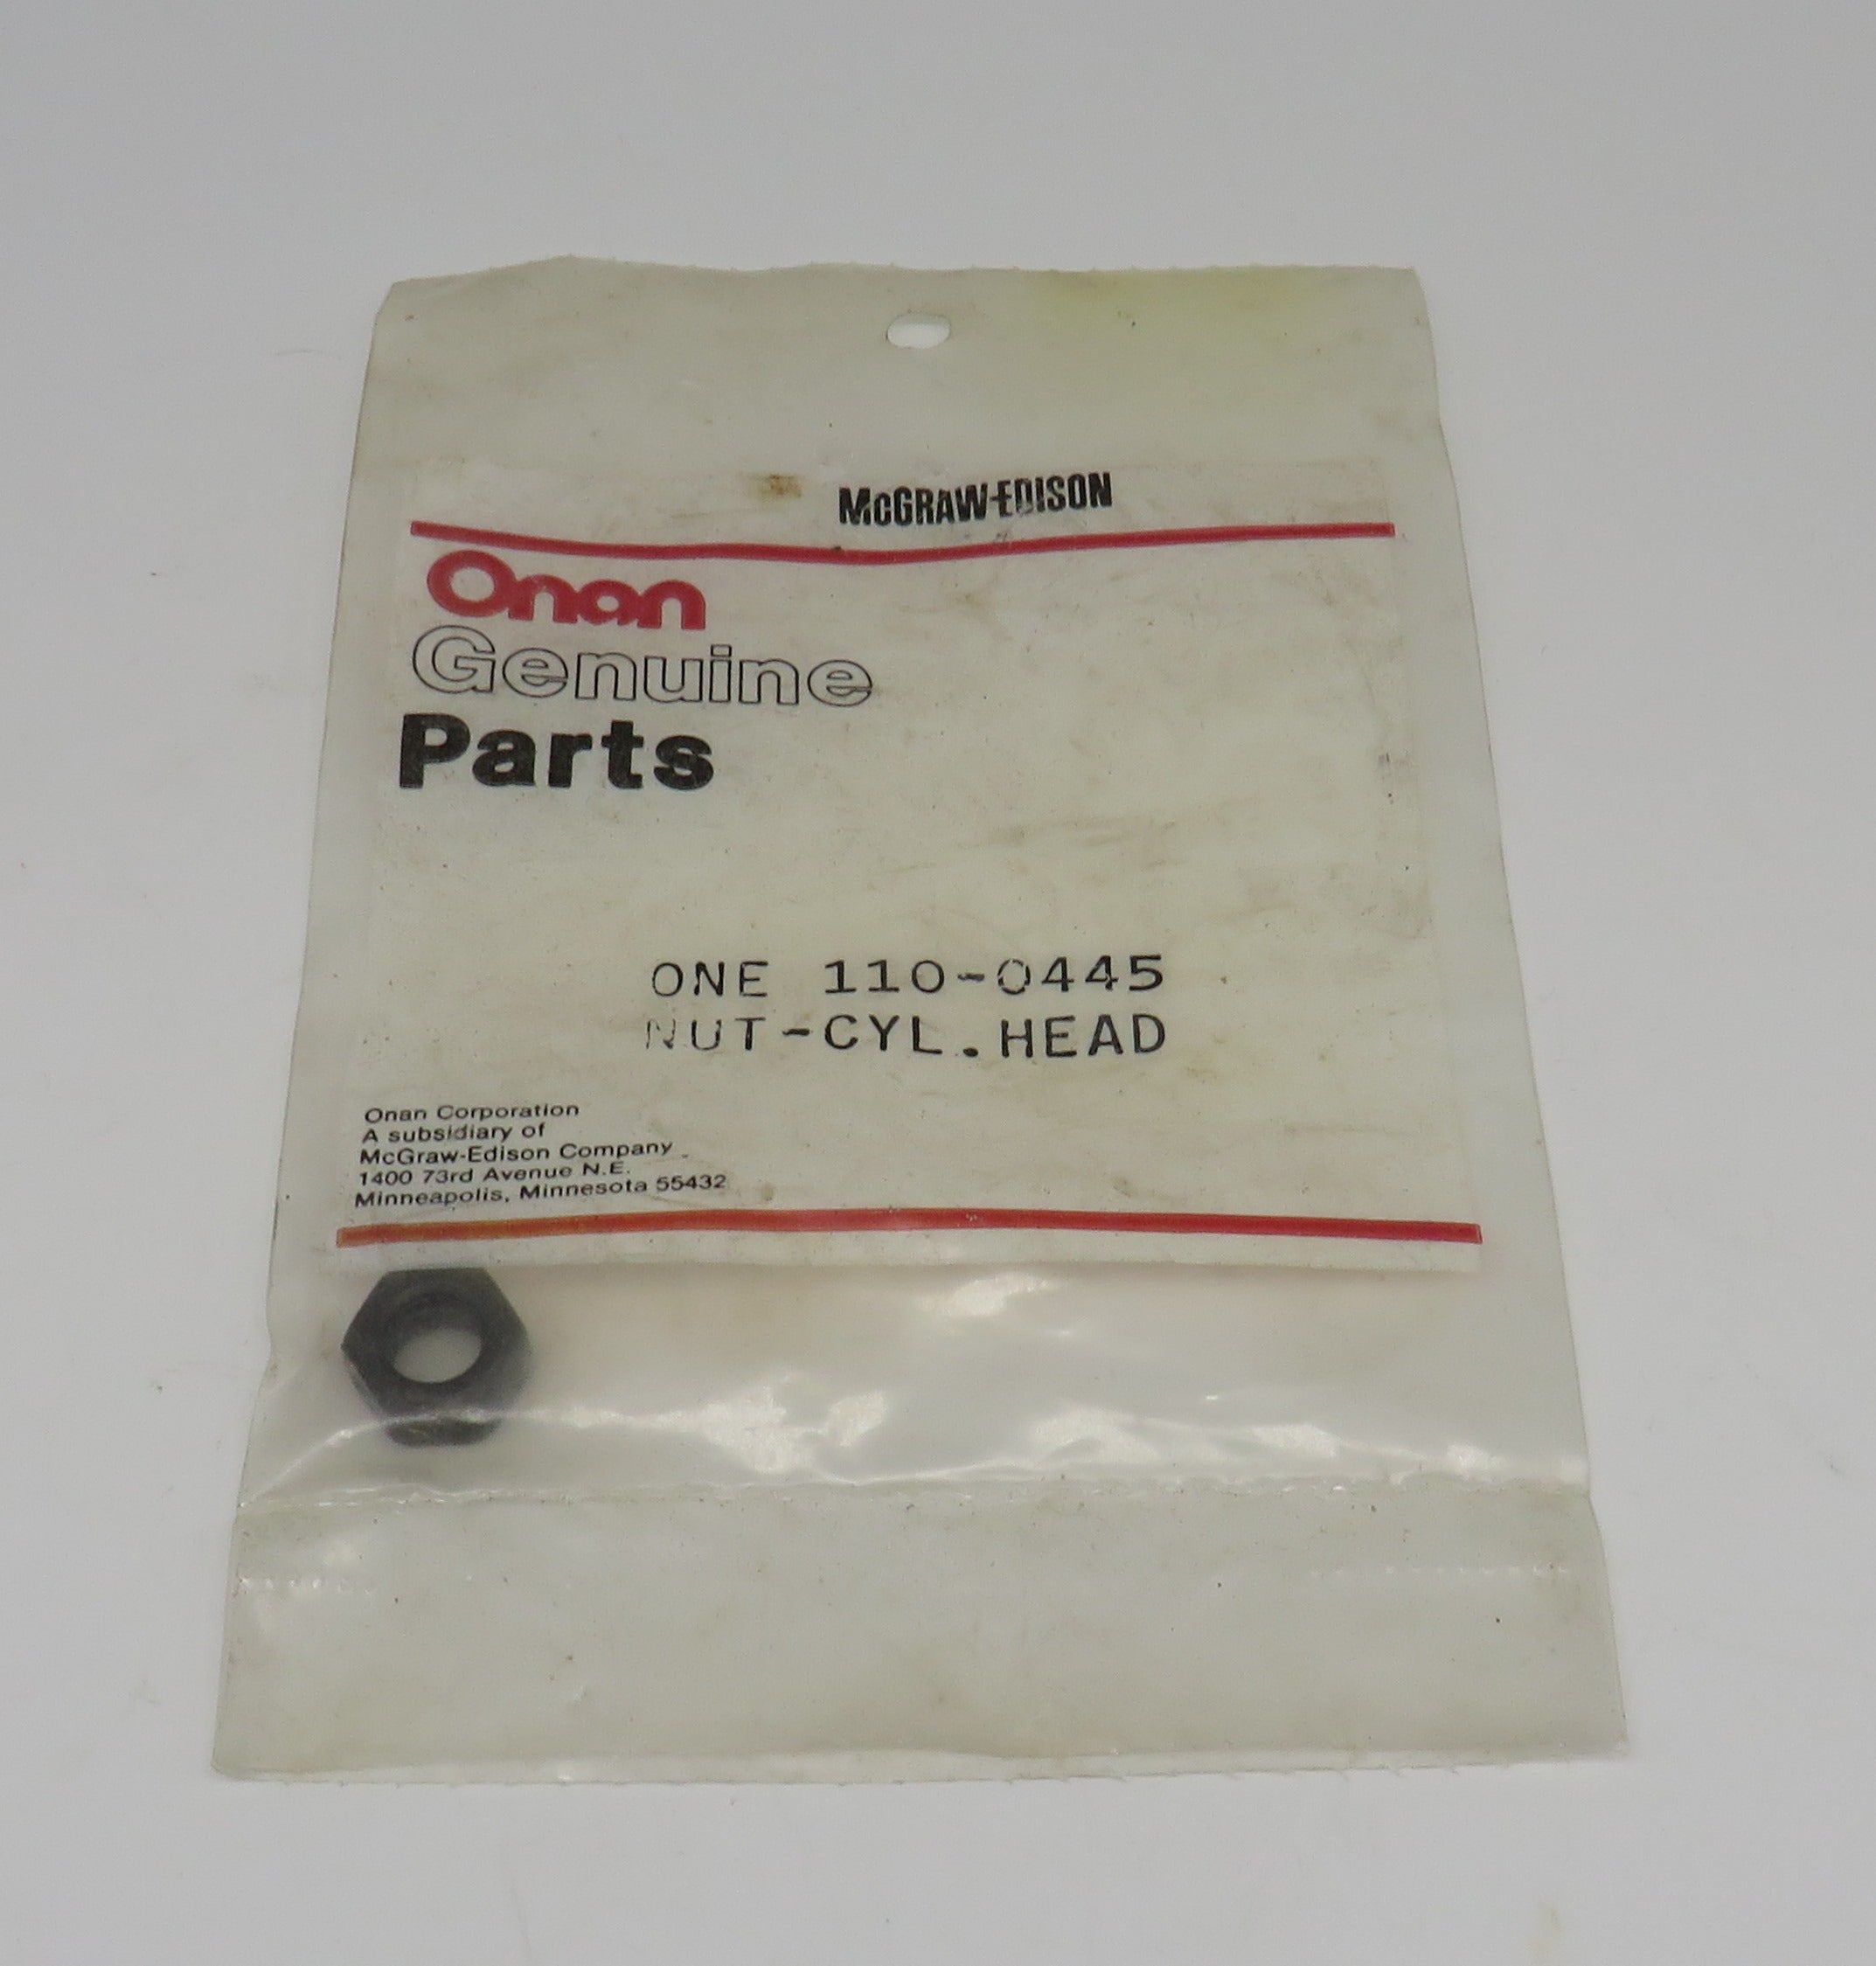 McGRAW-EDISON
Onan
Genuine
Parts
ONE 110-0445
NUT-CYL.HEAD
Onan Corporation
A subsidiary of
McGraw-Edison Company
1400 73rd Avenue N.E.
Minneapolis, Minnesota 55432